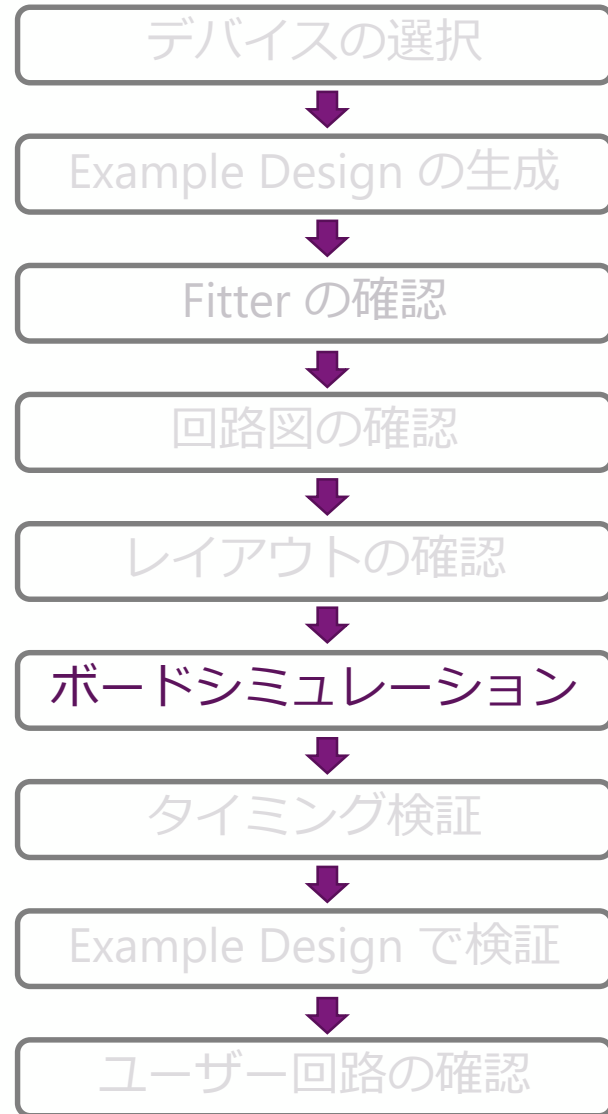 デバイスの選択
Example Design の生成
Fitter の確認
回路図の確認
レイアウトの確認
ボードシミュレーション
タイミング検証
Example Design で検証
ユーザー回路の確認